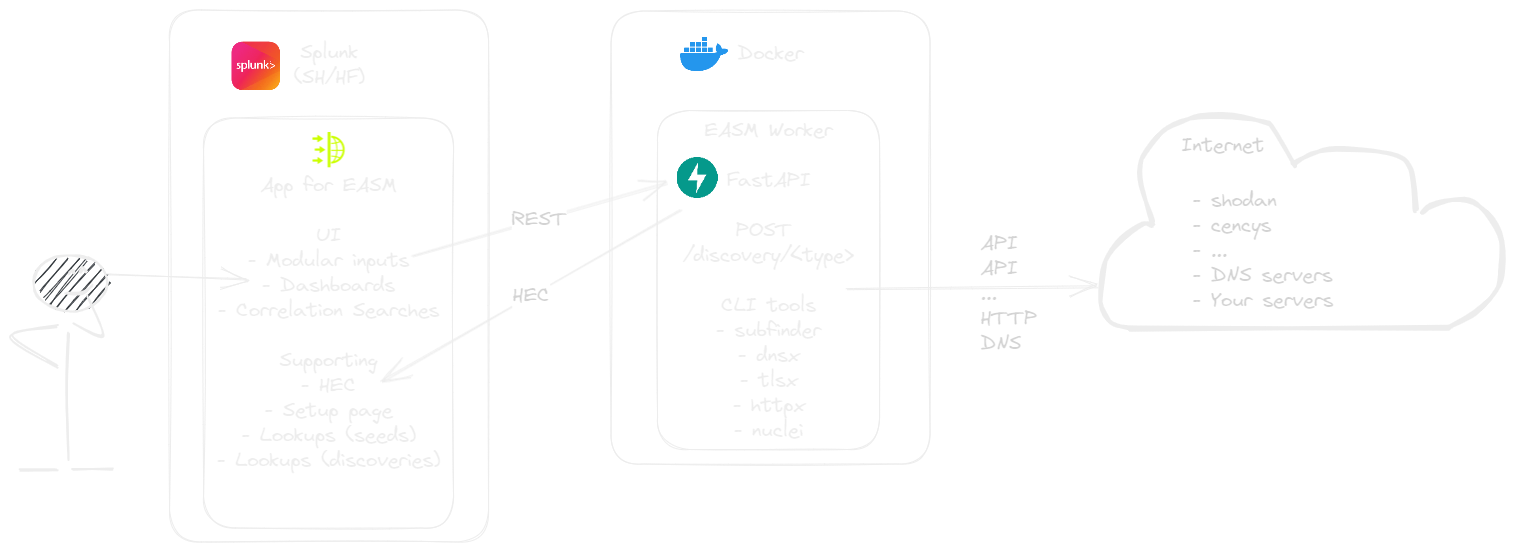 splunk>
Splunk
(SH/HF)
App for EASM
UI
- Modular inputs
- Dashboards
- Correlation Searches
Supporting
- HEC
- Setup page
- Lookups (seeds)
- Lookups (discoveries)
REST
HEC
Docker
EASM Worker
FastAPI
POST
/discovery/<type>
CLI tools
- subfinder
- dnsx
- tlsx
- httpx
- nuclei
API
API
...
HTTP
DNS
Internet
- shodan
- cencys
- ...
- DNS servers
- Your servers